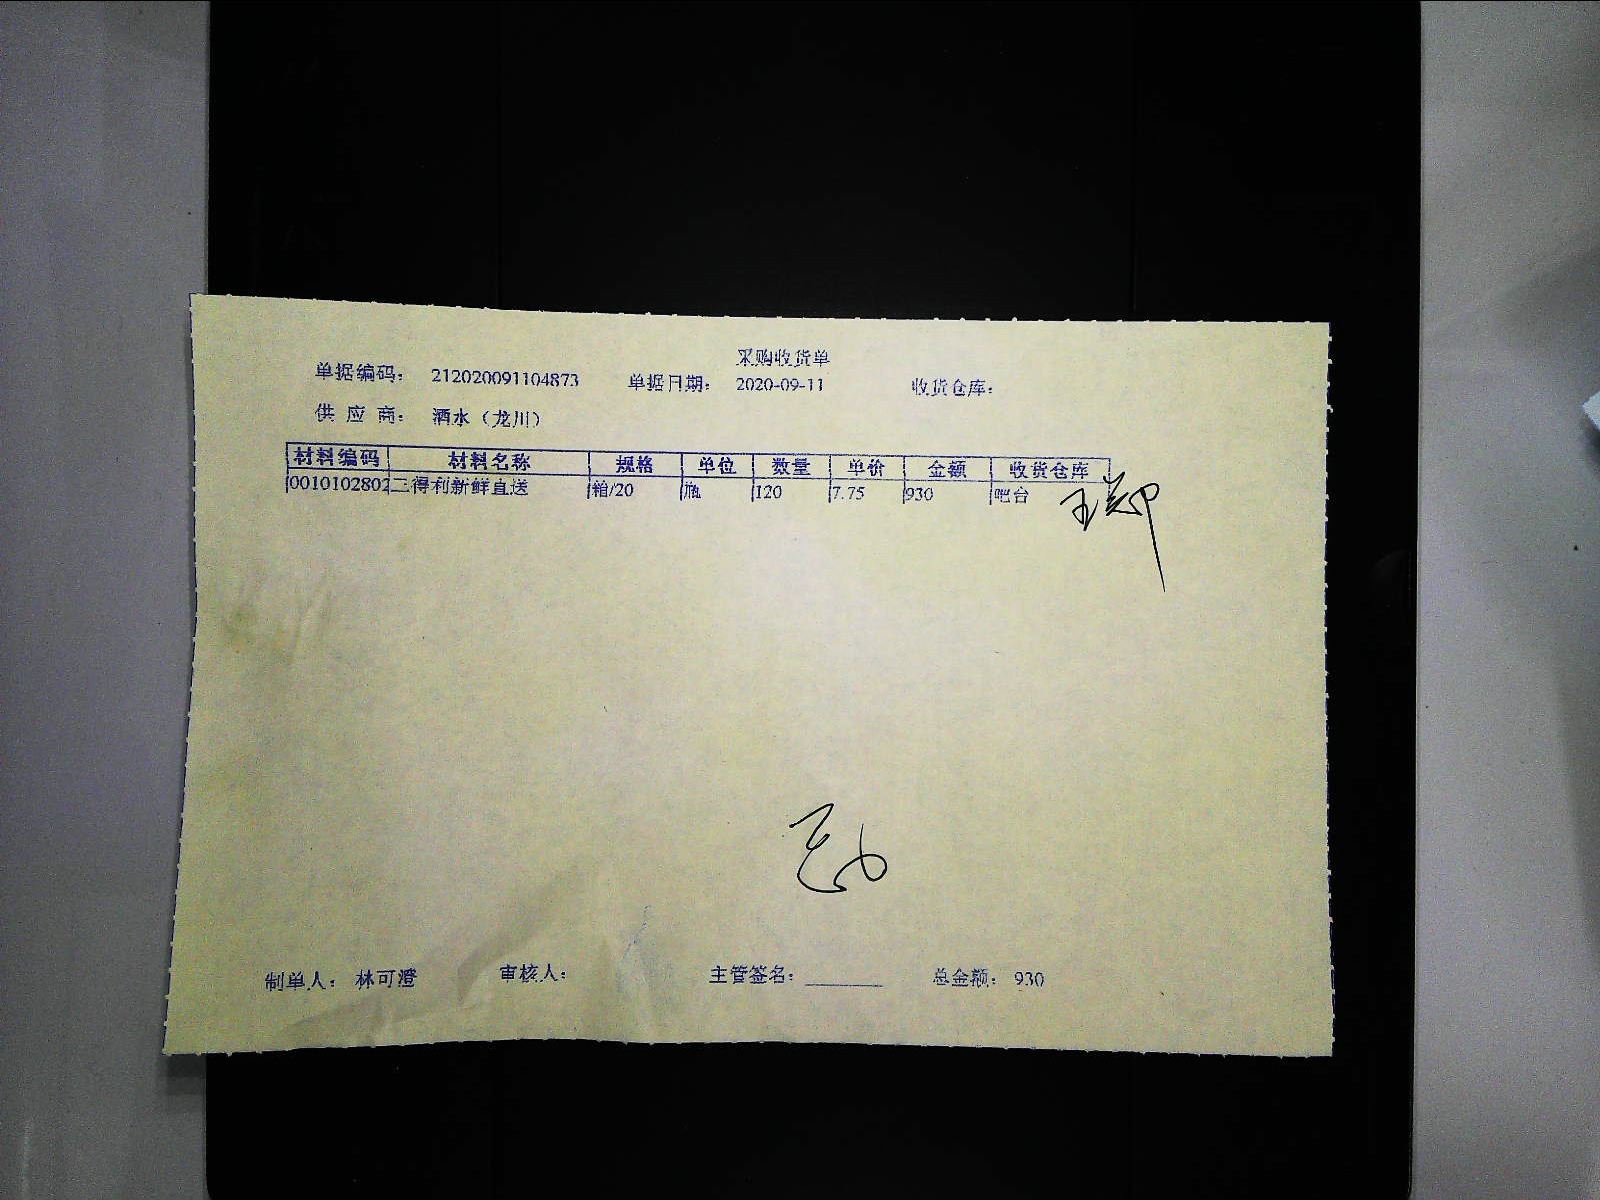 采购收货单
单据编码： 212020091104873 单据日期： 2020-09-11 收货仓库：
供 应 商： 酒水（龙川）
材料编码 材料名称 规格 单位 数量 单价 金额 收货仓库
0010102802 三得利新鲜直送 箱/20 瓶 120 7.75 930 吧台
制单人： 林可澄 审核人： 主管签名： 总金额： 930